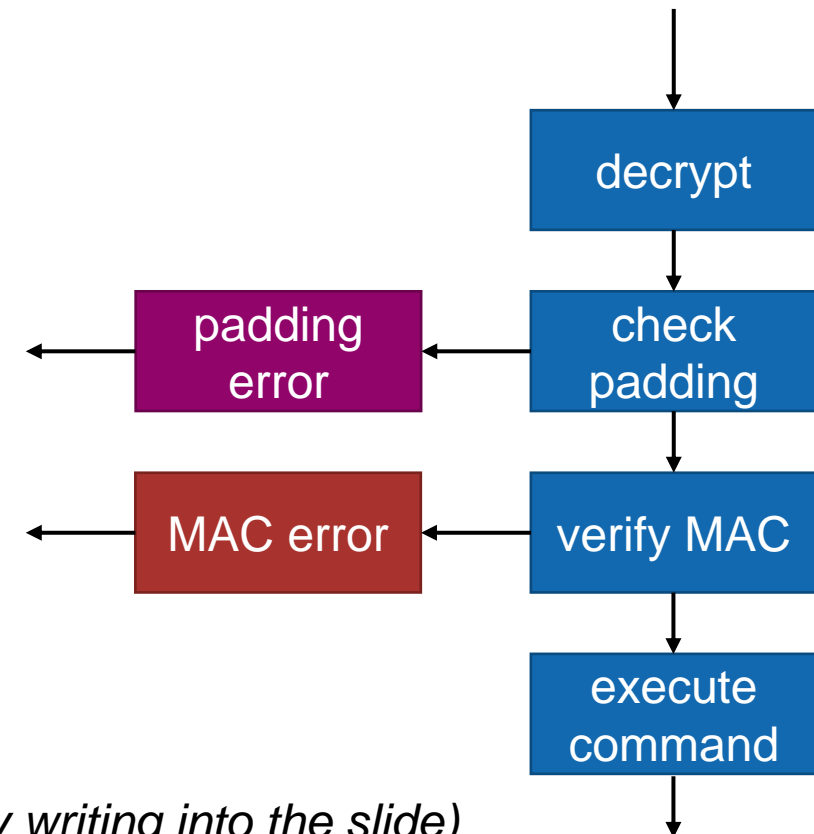 decrypt
padding
error
check
padding
MAC error
verify MAC
execute
command
writing into the slide)